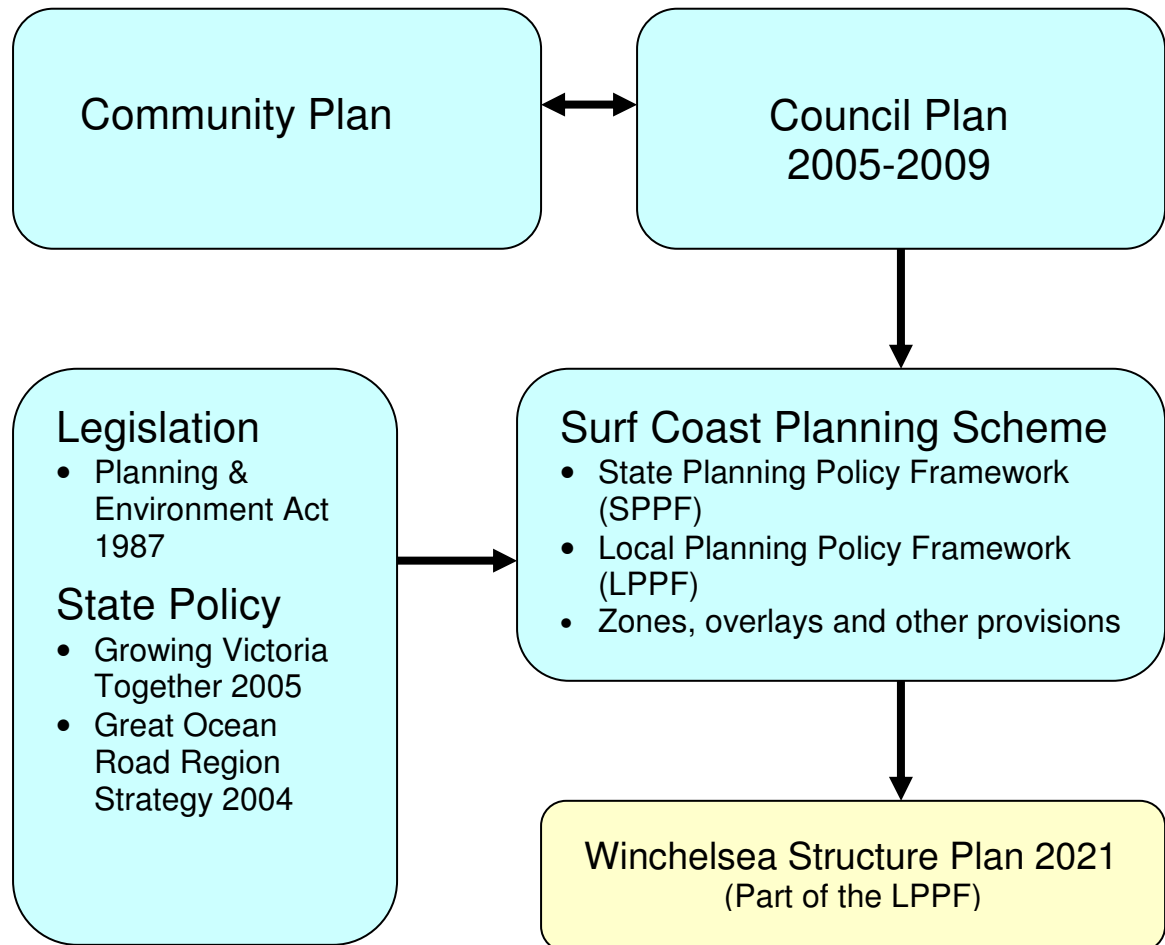 Community Plan
Council Plan
2005-2009
Legislation
• Planning &
Environment Act
1987
State Policy
• Growing Victoria
Together 2005
• Great Ocean
Road Region
Strategy 2004
Surf Coast Planning Scheme
• State Planning Policy Framework
(SPPF)
• Local Planning Policy Framework
(LPPF)
• Zones, overlays and other provisions
Winchelsea Structure Plan 2021
(Part of the LPPF)